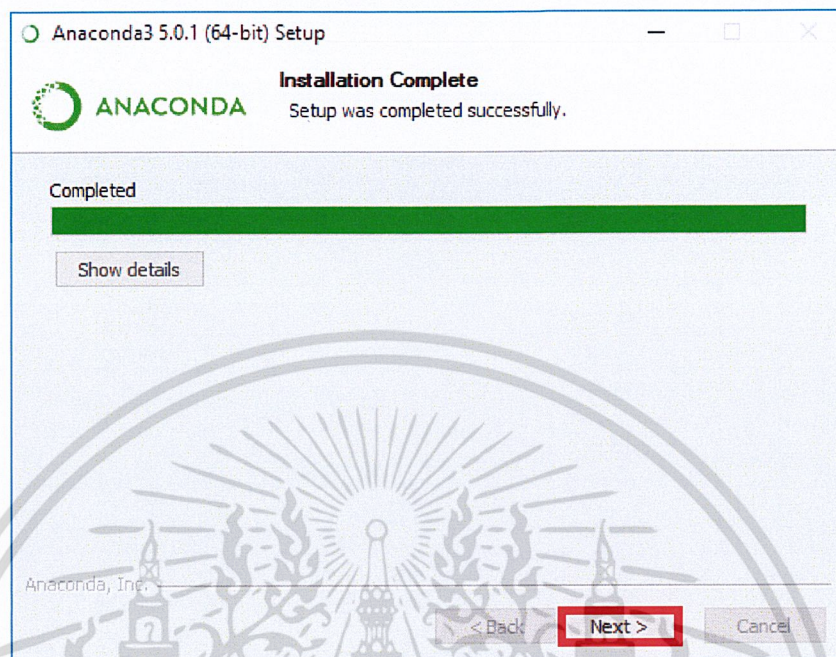 Anaconda3 5.0.1 (64-bit) Setup
ANACONDA
Installation Complete
Setup was completed successfully.
Completed
Show details
Anaconda, Inc.
< Back
Next >
Cancel